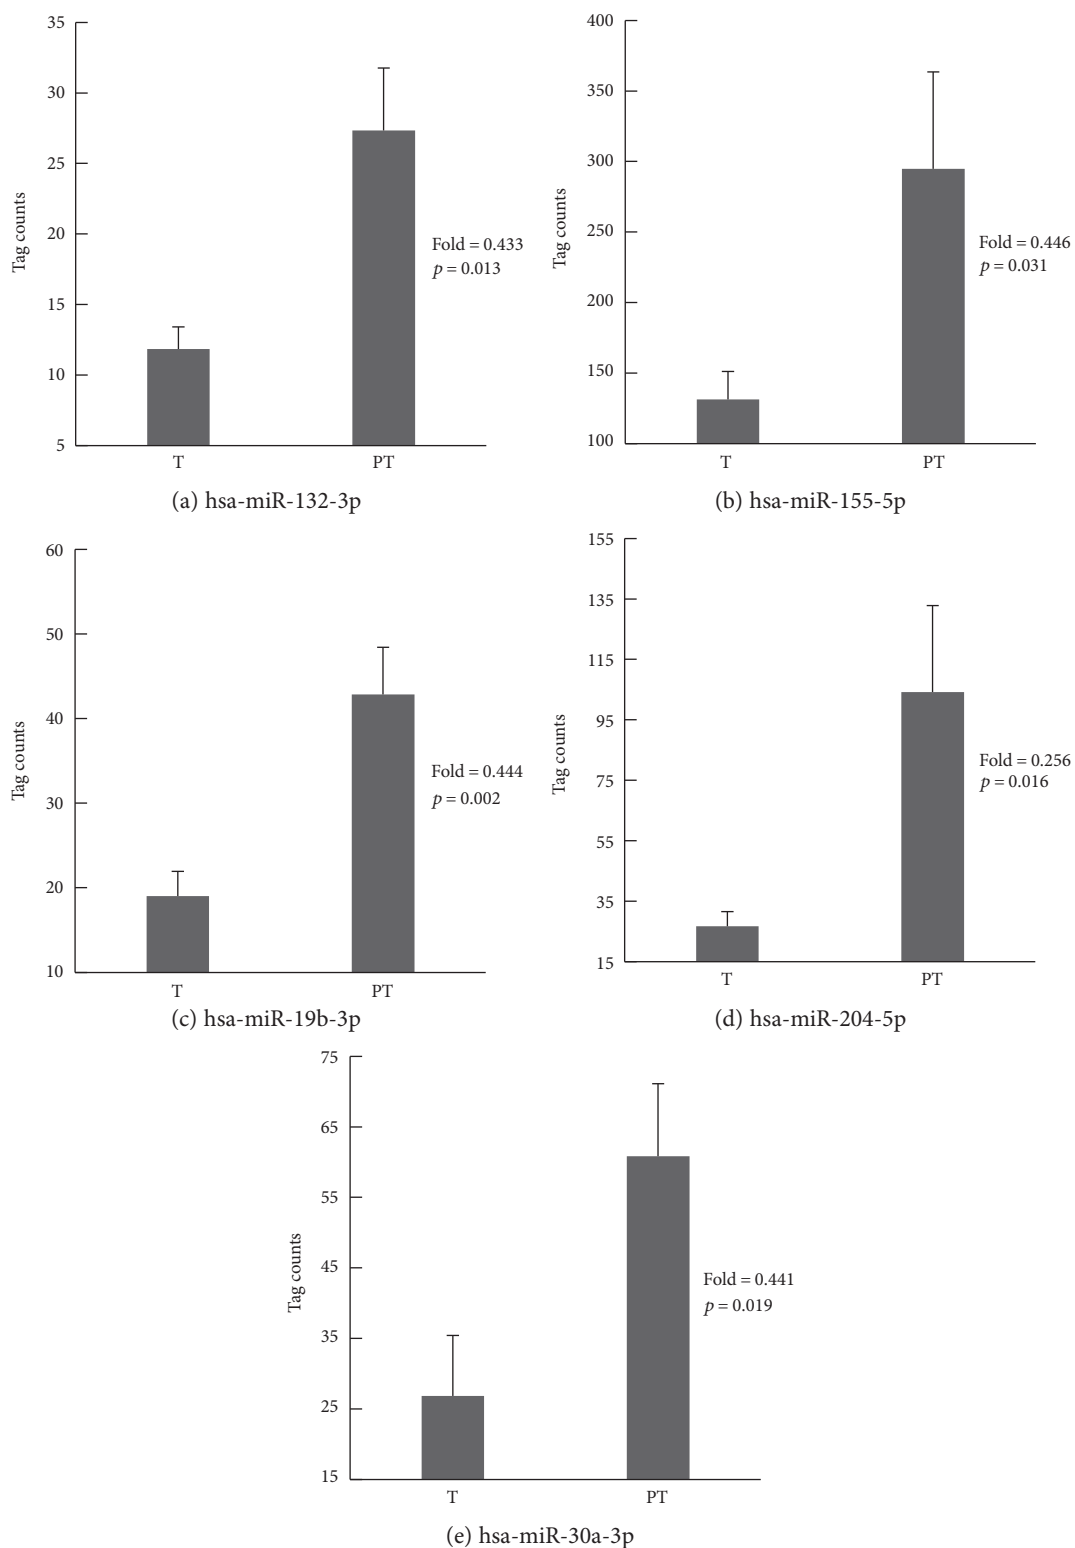 35
30
25
20
15
10
5
Tag counts
Fold = 0.433
p = 0.013
T
PT
(a) hsa-miR-132-3p
400
350
300
250
200
150
100
Tag counts
Fold = 0.446
p = 0.031
T
PT
(b) hsa-miR-155-5p
60
50
40
30
20
10
Tag counts
Fold = 0.444
p = 0.002
T
PT
(c) hsa-miR-19b-3p
155
135
115
95
75
55
35
15
Tag counts
Fold = 0.256
p = 0.016
T
PT
(d) hsa-miR-204-5p
75
65
55
45
35
25
15
Tag counts
Fold = 0.441
p = 0.019
T
PT
(e) hsa-miR-30a-3p